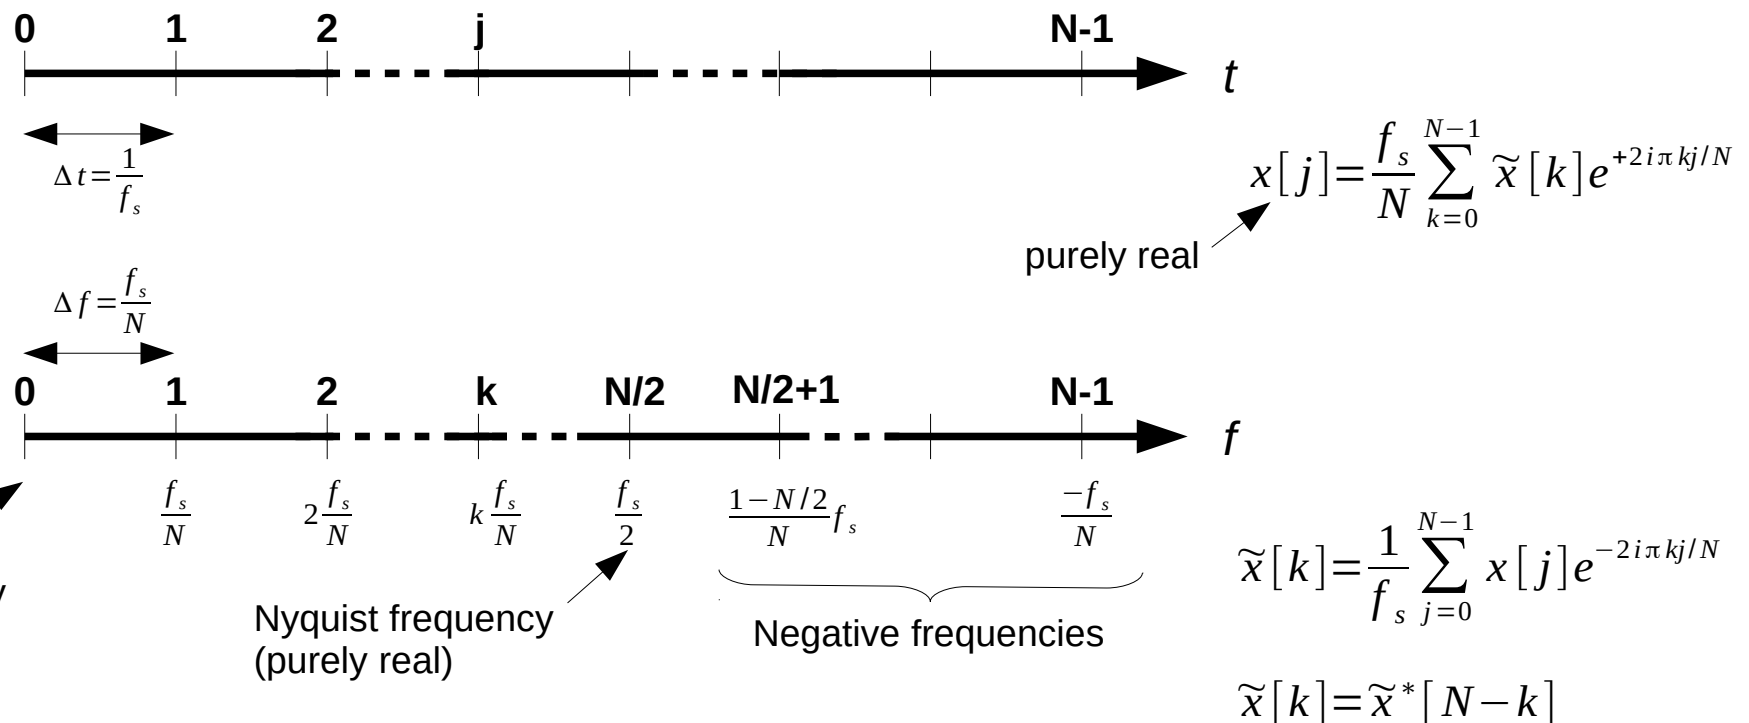 0 1 2 j N-1
t
Δt=1/f_s
x[j]=f_s/N ∑_{k=0}^{N−1} x̃[k]e^{+2iπkj/N}
purely real
Δf=f_s/N
0 1 2 k N/2 N/2+1 N-1
f
f_s/N 2 f_s/N k f_s/N f_s/2 (1−N/2)/N f_s −f_s/N
x̃[k]=1/f_s ∑_{j=0}^{N−1} x[j]e^{−2iπkj/N}
Nyquist frequency
(purely real)
Negative frequencies
x̃[k]=x̃*[N−k]